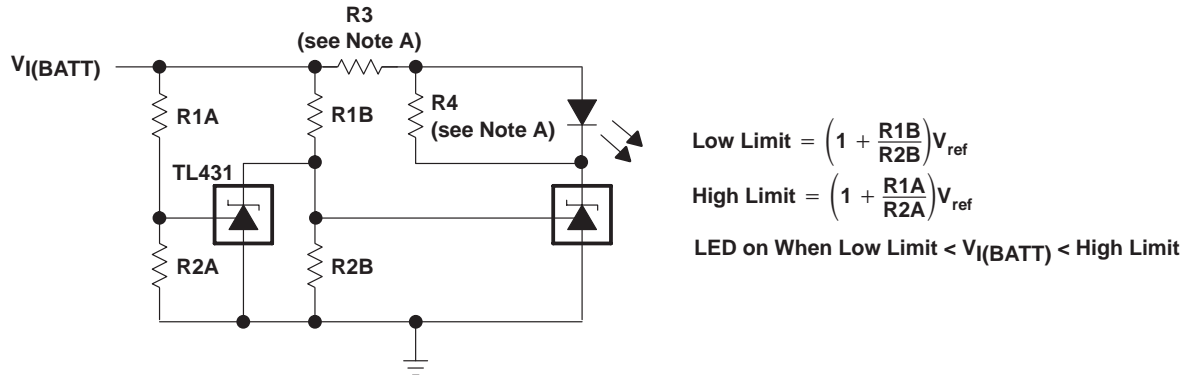 R3
(see Note A)
VI(BATT)
R1A
R1B
R4
(see Note A)
TL431
R2A
R2B
Low Limit = (1 + R1B/R2B) Vref
High Limit = (1 + R1A/R2A) Vref
LED on When Low Limit < VI(BATT) < High Limit